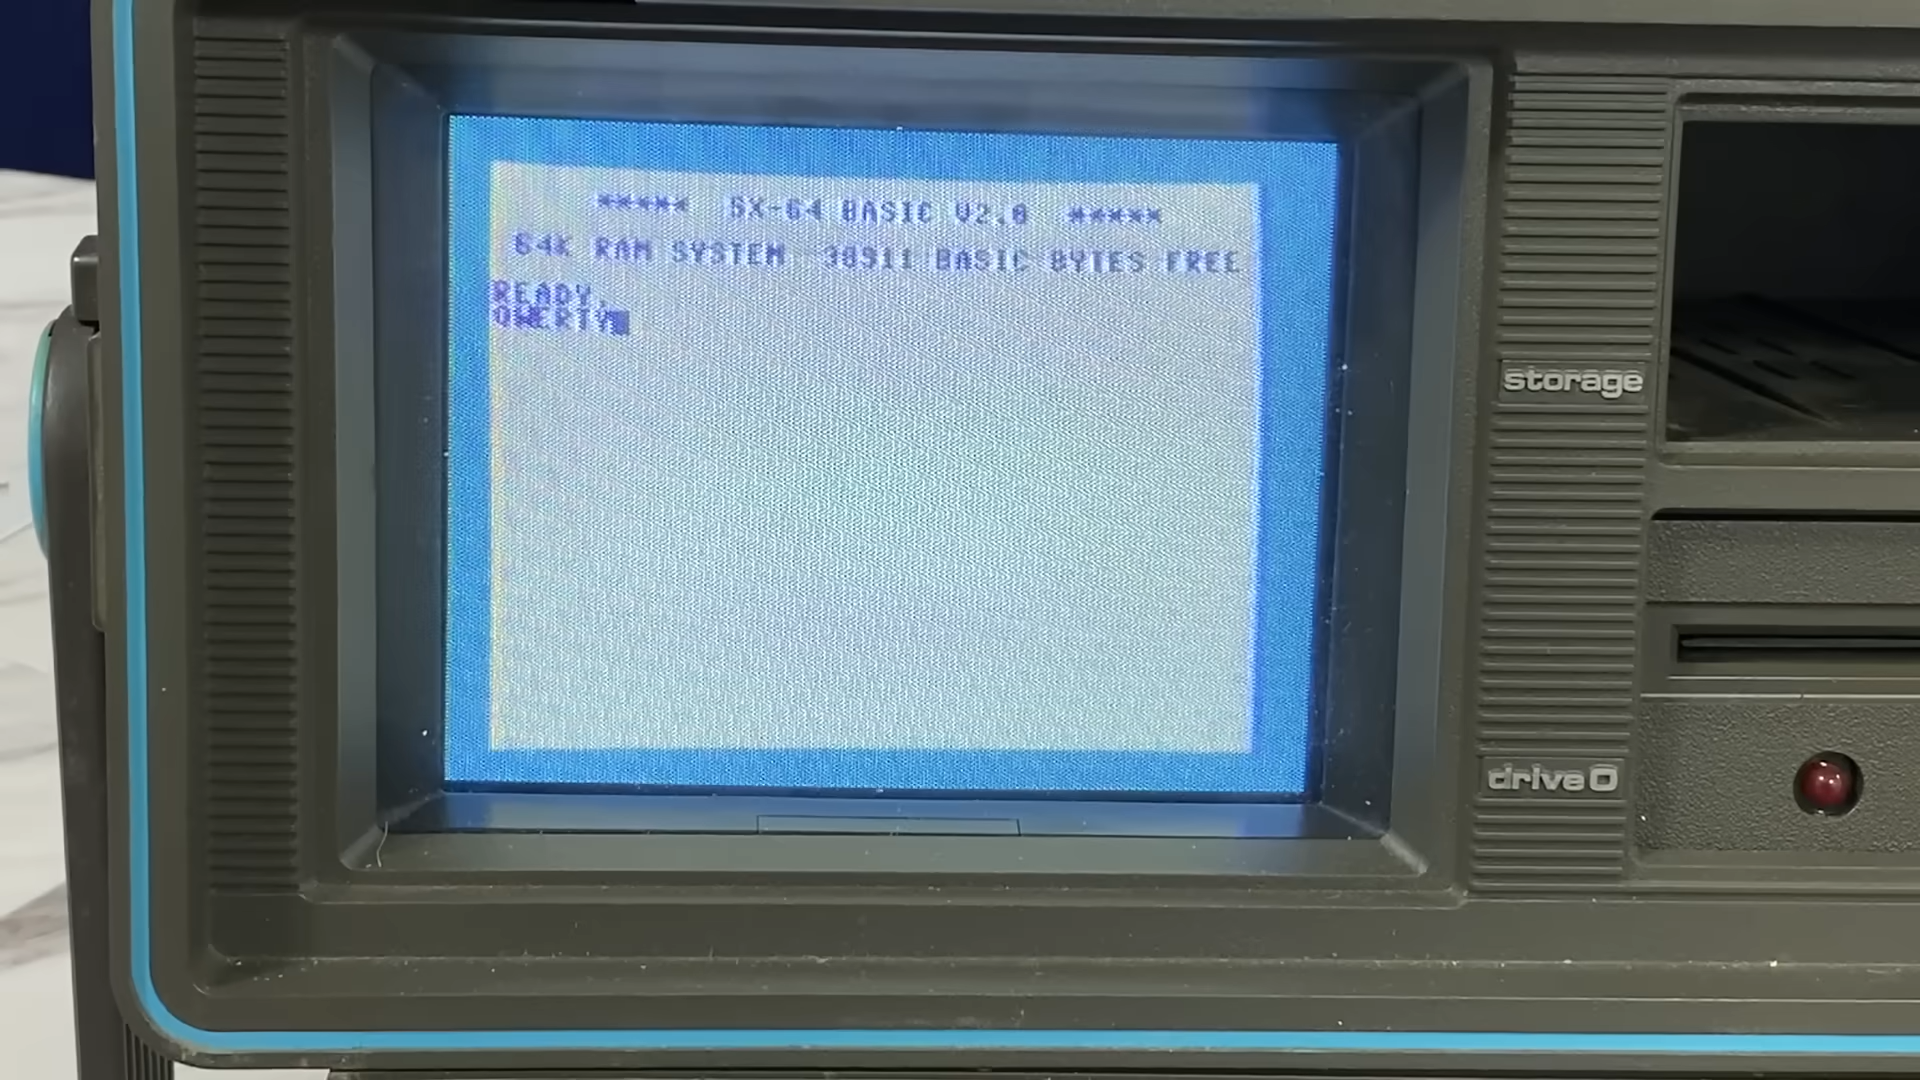 ***** SX-64 BASIC V2.0 *****
64K RAM SYSTEM 38911 BASIC BYTES FREE
READY.
QWERTY
storage
drive 0